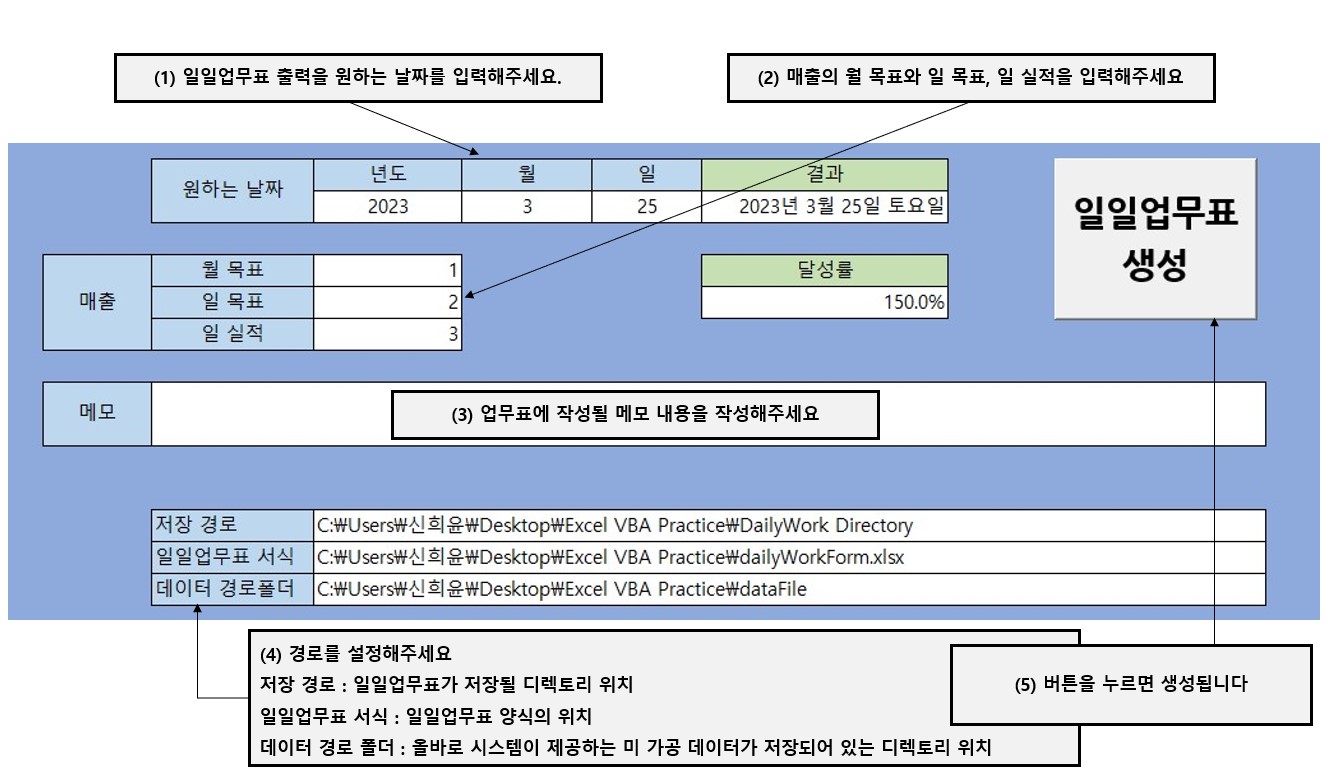 (1) 일일업무표 출력을 원하는 날짜를 입력해주세요.
(2) 매출의 월 목표와 일 목표, 일 실적을 입력해주세요
원하는 날짜
년도
월
일
결과
2023
3
25
2023년 3월 25일 토요일
일일업무표
생성
매출
월 목표
1
일 목표
2
일 실적
3
달성률
150.0%
메모
(3) 업무표에 작성될 메모 내용을 작성해주세요
저장 경로
C:₩Users₩신희윤₩Desktop₩Excel VBA Practice₩DailyWork Directory
일일업무표 서식
C:₩Users₩신희윤₩Desktop₩Excel VBA Practice₩dailyWorkForm.xlsx
데이터 경로폴더
C:₩Users₩신희윤₩Desktop₩Excel VBA Practice₩dataFile
(4) 경로를 설정해주세요
저장 경로 : 일일업무표가 저장될 디렉토리 위치
일일업무표 서식 : 일일업무표 양식의 위치
데이터 경로 폴더 : 올바로 시스템이 제공하는 미 가공 데이터가 저장되어 있는 디렉토리 위치
(5) 버튼을 누르면 생성됩니다